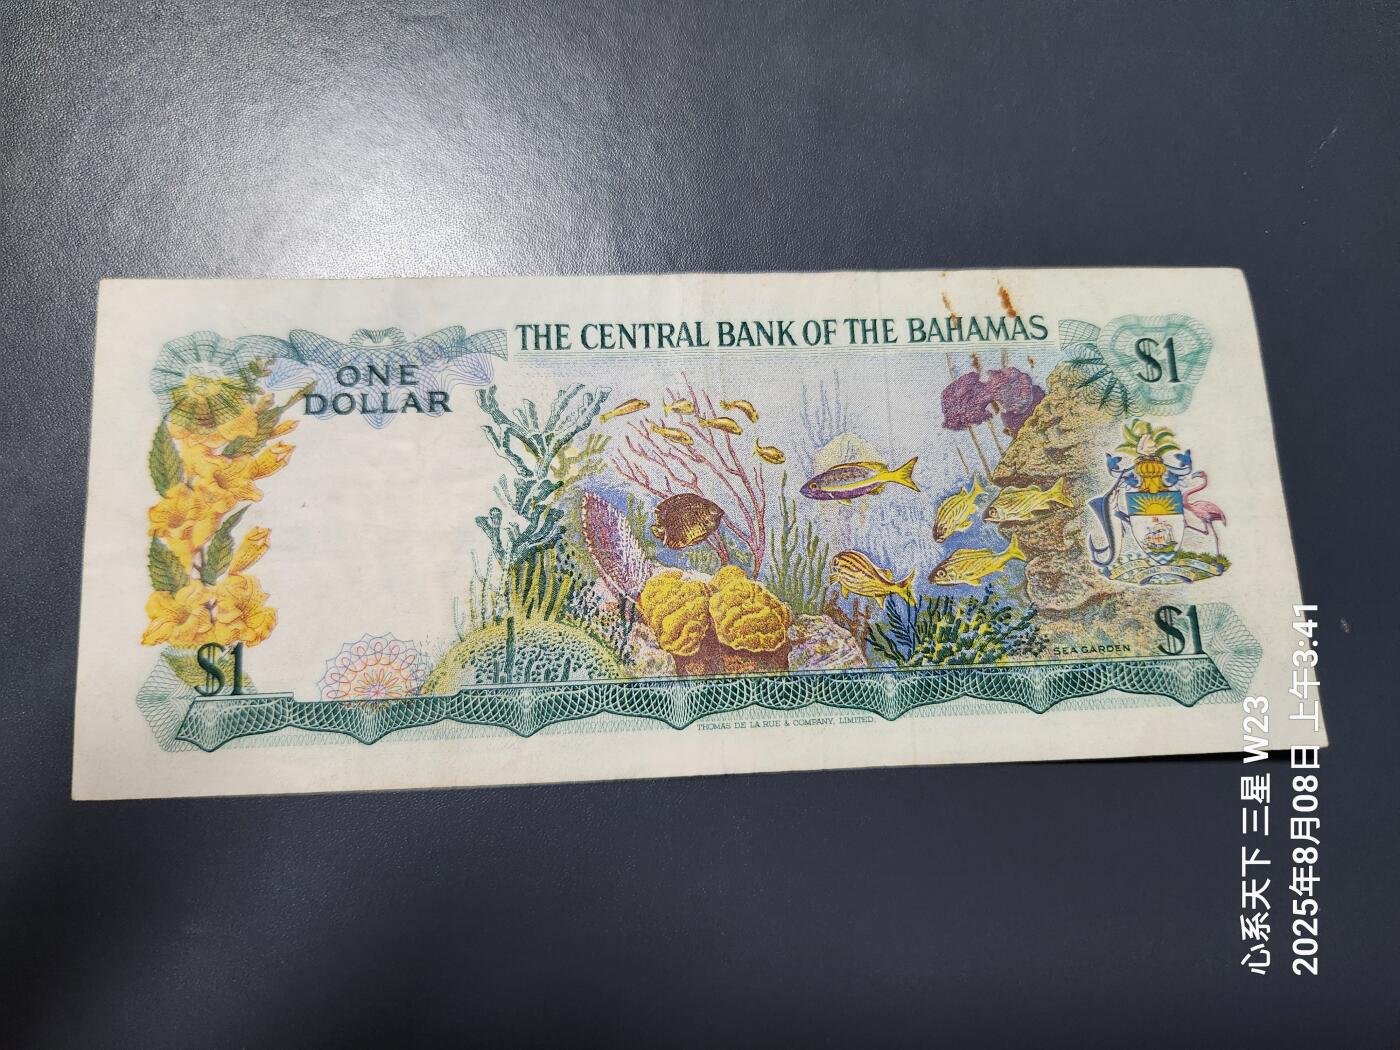 THE CENTRAL BANK OF THE BAHAMAS
$1
ONE
DOLLAR
SEA GARDEN
$1
$1
THOMAS DE LA RUE & COMPANY, LIMITED.
心系天下 三星 W23
2025年8月08日 上午3:41